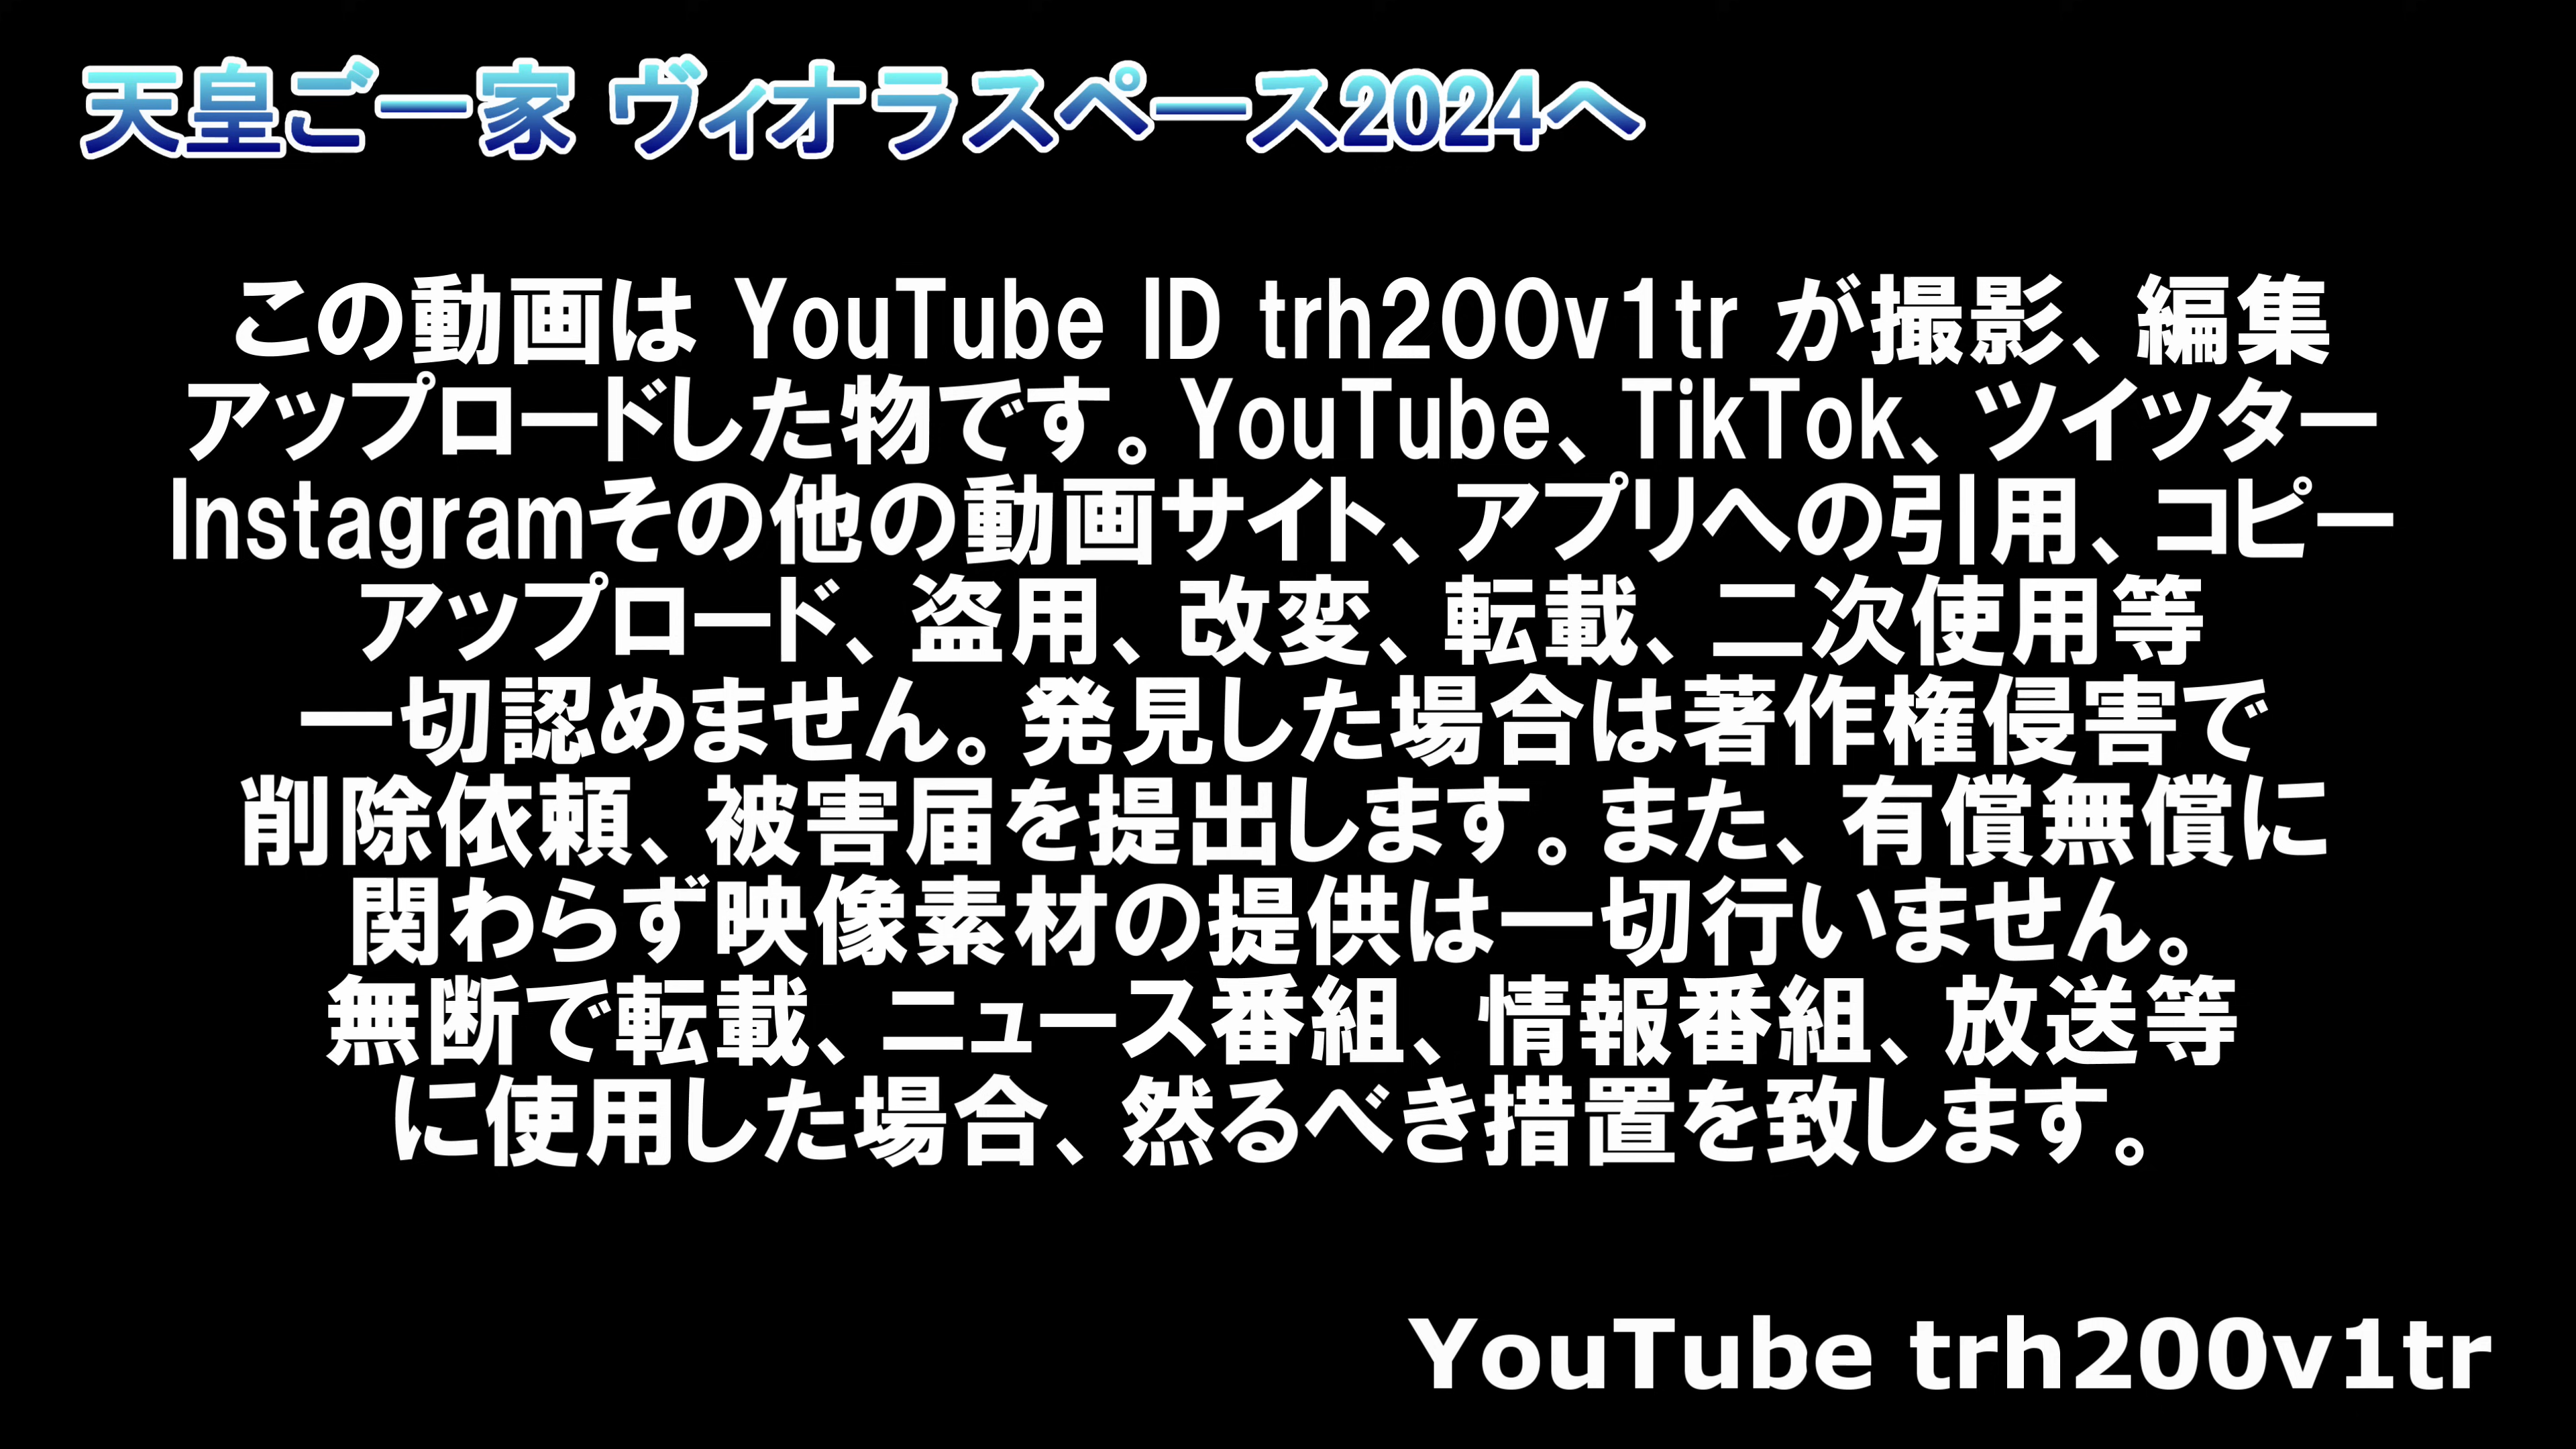 天皇ご一家 ヴィオラスペース2024へ
この動画は YouTube ID trh200v1tr が撮影、編集
アップロードした物です。YouTube、TikTok、ツイッター
Instagramその他の動画サイト、アプリへの引用、コピー
アップロード、盗用、改変、転載、二次使用等
一切認めません。発見した場合は著作権侵害で
削除依頼、被害届を提出します。また、有償無償に
関わらず映像素材の提供は一切行いません。
無断で転載、ニュース番組、情報番組、放送等
に使用した場合、然るべき措置を致します。
YouTube trh200v1tr